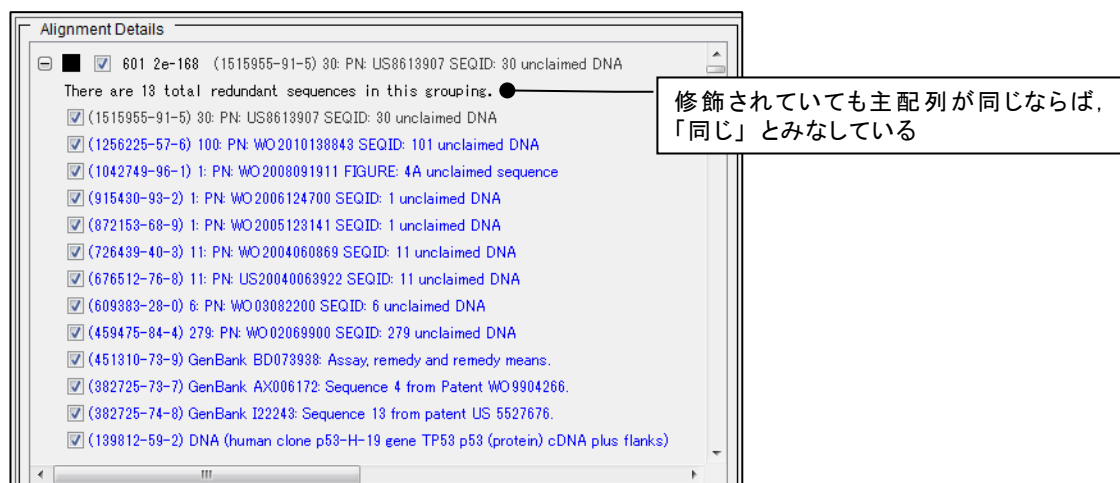 Alignment Details
601 2e-168 (1515955-91-5) 30: PN: US8613907 SEQID: 30 unclaimed DNA
There are 13 total redundant sequences in this grouping.
修飾されていても主配列が同じならば,
「同じ」とみなしている
(1515955-91-5) 30: PN: US8613907 SEQID: 30 unclaimed DNA
(1256225-57-6) 100: PN: WO2010138843 SEQID: 101 unclaimed DNA
(1042749-96-1) 1: PN: WO2008091911 FIGURE: 4A unclaimed sequence
(915430-93-2) 1: PN: WO2006124700 SEQID: 1 unclaimed DNA
(872153-68-9) 1: PN: WO2005123141 SEQID: 1 unclaimed DNA
(726439-40-3) 11: PN: WO2004060869 SEQID: 11 unclaimed DNA
(676512-76-8) 11: PN: US20040063922 SEQID: 11 unclaimed DNA
(609383-28-0) 6: PN: WO03082200 SEQID: 6 unclaimed DNA
(459475-84-4) 279: PN: WO02069900 SEQID: 279 unclaimed DNA
(451310-73-9) GenBank BD073938: Assay, remedy and remedy means.
(382725-73-7) GenBank AX006172: Sequence 4 from Patent WO9904266.
(382725-74-8) GenBank I22243: Sequence 13 from patent US 5527676.
(139812-59-2) DNA (human clone p53-H-19 gene TP53 p53 (protein) cDNA plus flanks)